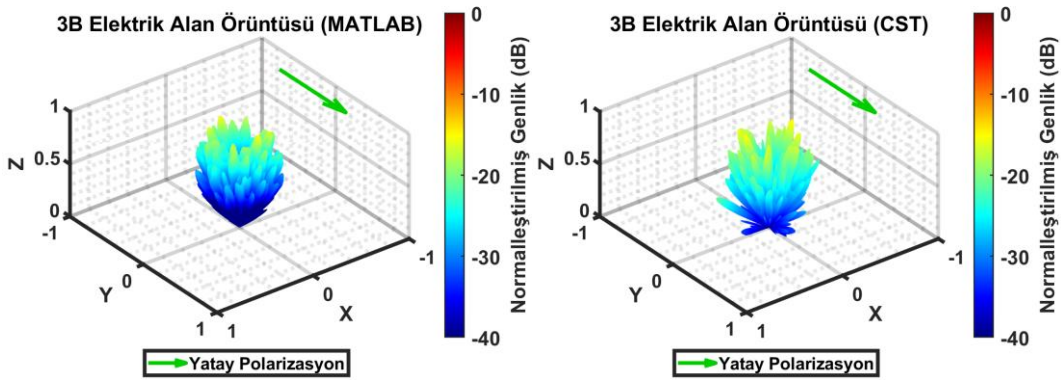 3B Elektrik Alan Örüntüsü (MATLAB)
1
0.5
0
-1
Z
Y
0
1
1
X
0
-1
0
-10
-20
-30
-40
Normalleştirilmiş Genlik (dB)
Yatay Polarizasyon
3B Elektrik Alan Örüntüsü (CST)
1
0.5
0
-1
Z
Y
0
1
1
X
0
-1
0
-10
-20
-30
-40
Normalleştirilmiş Genlik (dB)
Yatay Polarizasyon